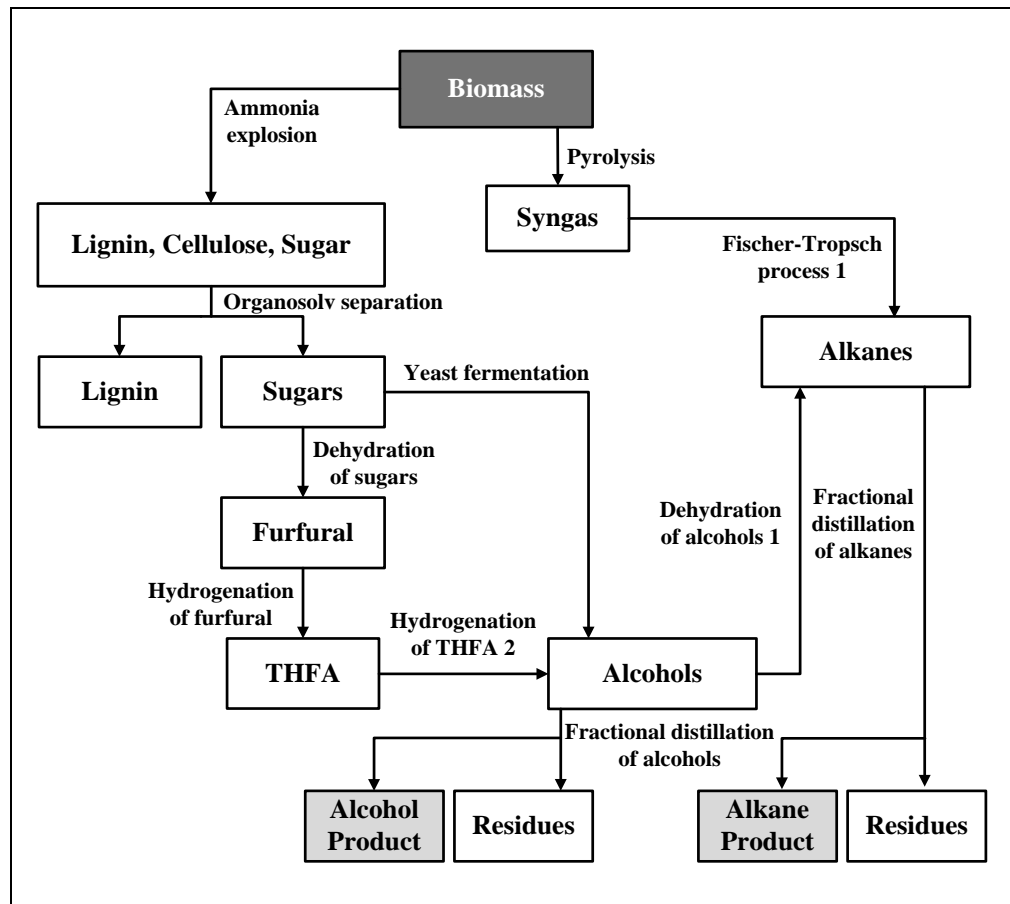 Biomass
Ammonia
explosion
Pyrolysis
Syngas
Lignin, Cellulose, Sugar
Fischer-Tropsch
process 1
Organosolv separation
Alkanes
Lignin
Sugars
Yeast fermentation
Dehydration
of sugars
Dehydration
of alcohols 1
Fractional
distillation
of alkanes
Furfural
Hydrogenation
of furfural
Hydrogenation
of THFA 2
THFA
Alcohols
Fractional distillation
of alcohols
Alcohol
Product
Residues
Alkane
Product
Residues